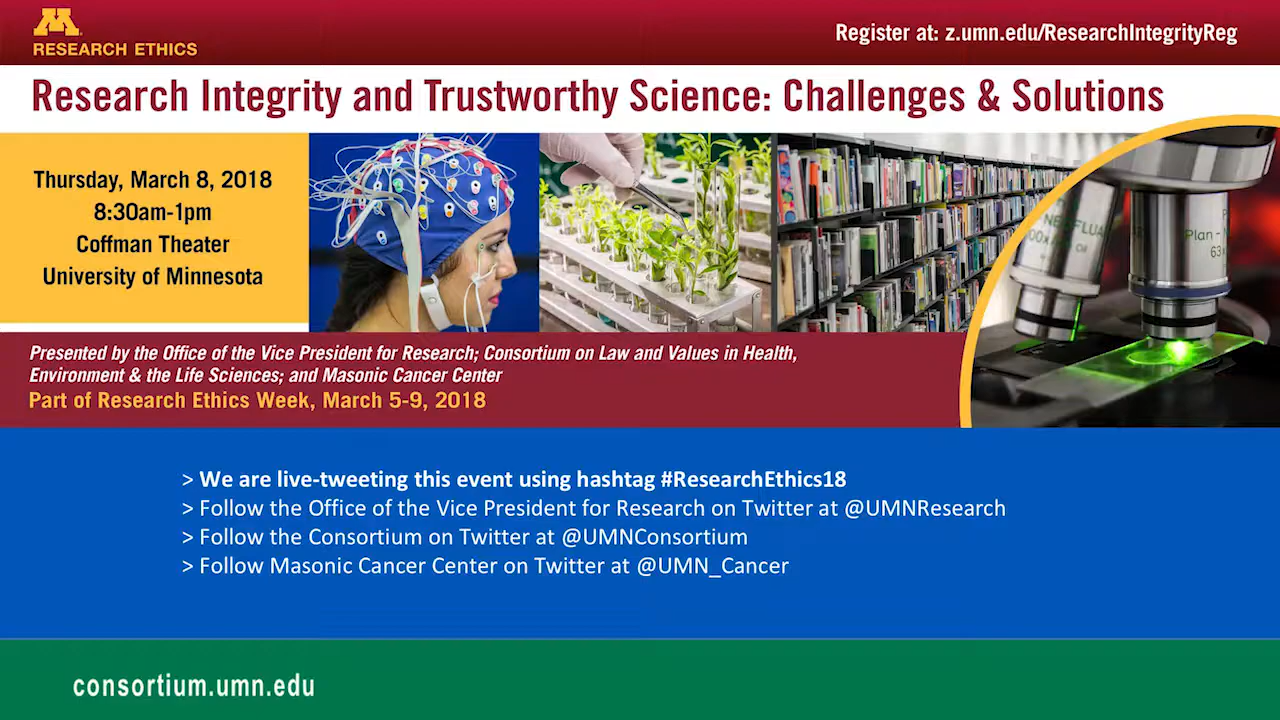 M
RESEARCH ETHICS
Register at: z.umn.edu/ResearchIntegrityReg
Research Integrity and Trustworthy Science: Challenges & Solutions
Thursday, March 8, 2018
8:30am-1pm
Coffman Theater
University of Minnesota
Plan -
63
Presented by the Office of the Vice President for Research; Consortium on Law and Values in Health,
Environment & the Life Sciences; and Masonic Cancer Center
Part of Research Ethics Week, March 5-9, 2018
> We are live-tweeting this event using hashtag #ResearchEthics18
> Follow the Office of the Vice President for Research on Twitter at @UMNResearch
> Follow the Consortium on Twitter at @UMNConsortium
> Follow Masonic Cancer Center on Twitter at @UMN_Cancer
consortium.umn.edu